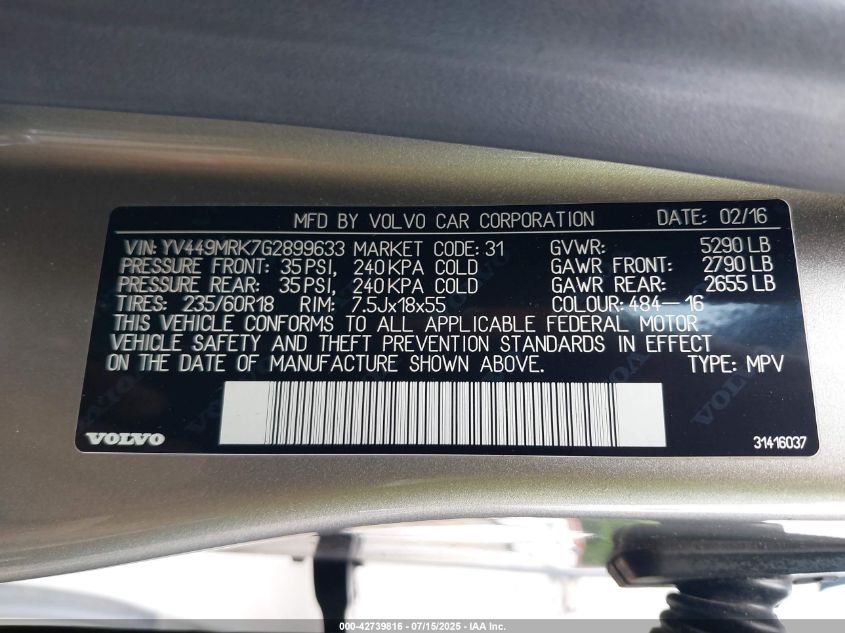 MFD BY VOLVO CAR CORPORATION DATE: 02/16
VIN: YV449MRK7G2899633 MARKET CODE: 31 GVWR: 5290 LB
PRESSURE FRONT: 35 PSI, 240 KPA COLD GAWR FRONT: 2790 LB
PRESSURE REAR: 35 PSI, 240 KPA COLD GAWR REAR: 2655 LB
TIRES: 235/60R18 RIM: 7.5Jx18x55 COLOUR: 484-16
THIS VEHICLE CONFORMS TO ALL APPLICABLE FEDERAL MOTOR
VEHICLE SAFETY AND THEFT PREVENTION STANDARDS IN EFFECT
ON THE DATE OF MANUFACTURE SHOWN ABOVE. TYPE: MPV
VOLVO 31416037
000-42739816 - 07/15/2025 - IAA Inc.